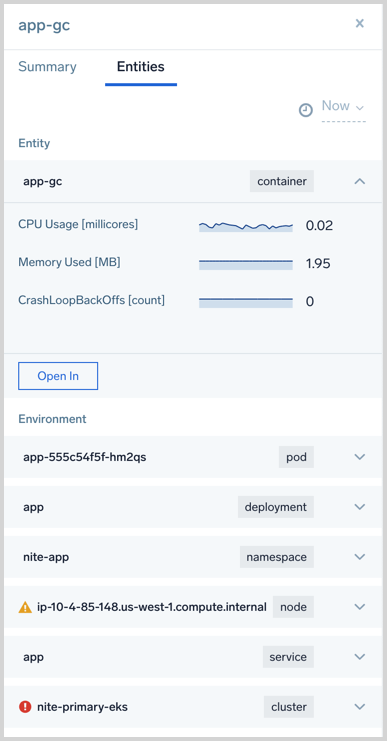 app-gc
Summary Entities
Now
Entity
app-gc container
CPU Usage [millicores] 0.02
Memory Used [MB] 1.95
CrashLoopBackOffs [count] 0
Open In
Environment
app-555c54f5f-hm2qs pod
app deployment
nite-app namespace
ip-10-4-85-148.us-west-1.compute.internal node
app service
nite-primary-eks cluster